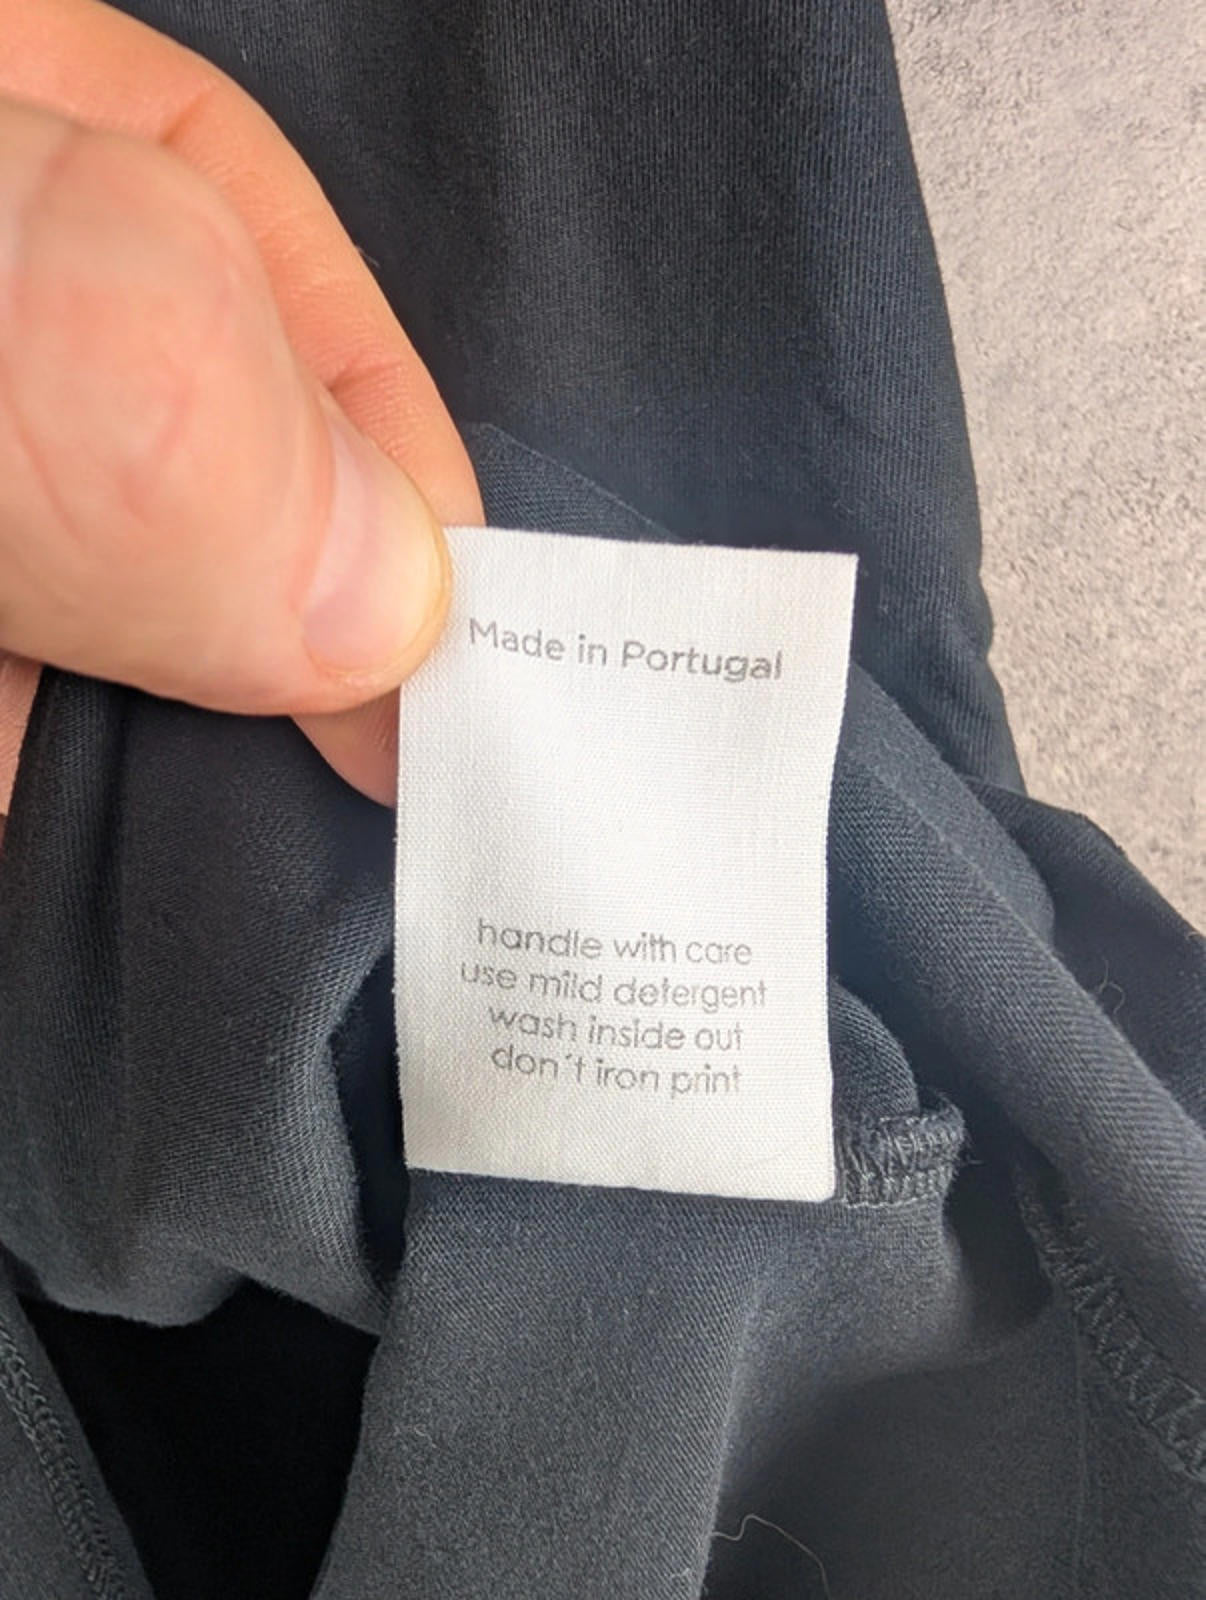 Made in Portugal
handle with care
use mild detergent
wash inside out
don´t iron print